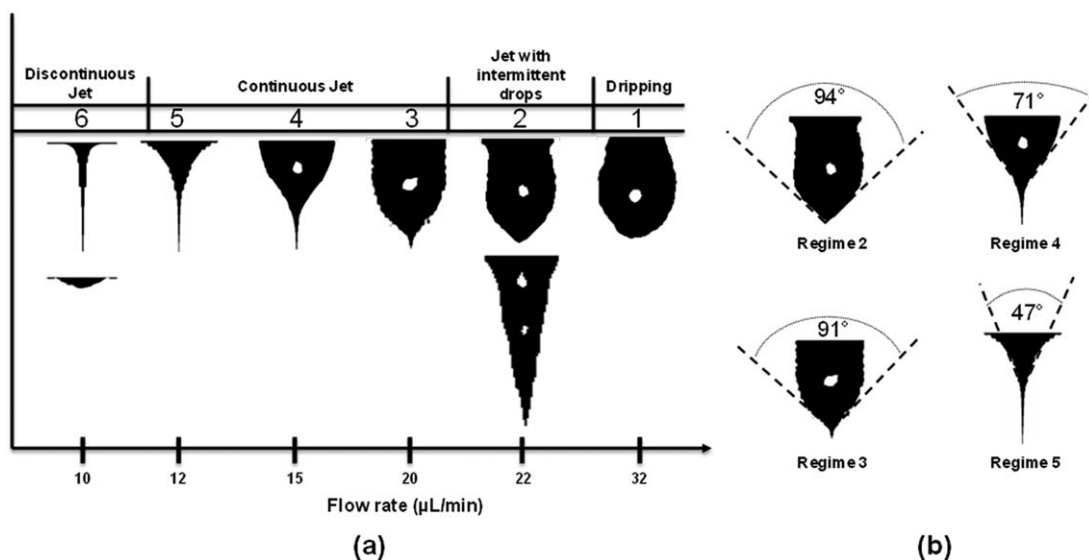 Discontinuous
Jet
Continuous Jet
Jet with
intermittent
drops
Dripping
6 5 4 3 2 1
10 12 15 20 22 32
Flow rate (µL/min)
(a)
94° 71°
Regime 2 Regime 4
91° 47°
Regime 3 Regime 5
(b)